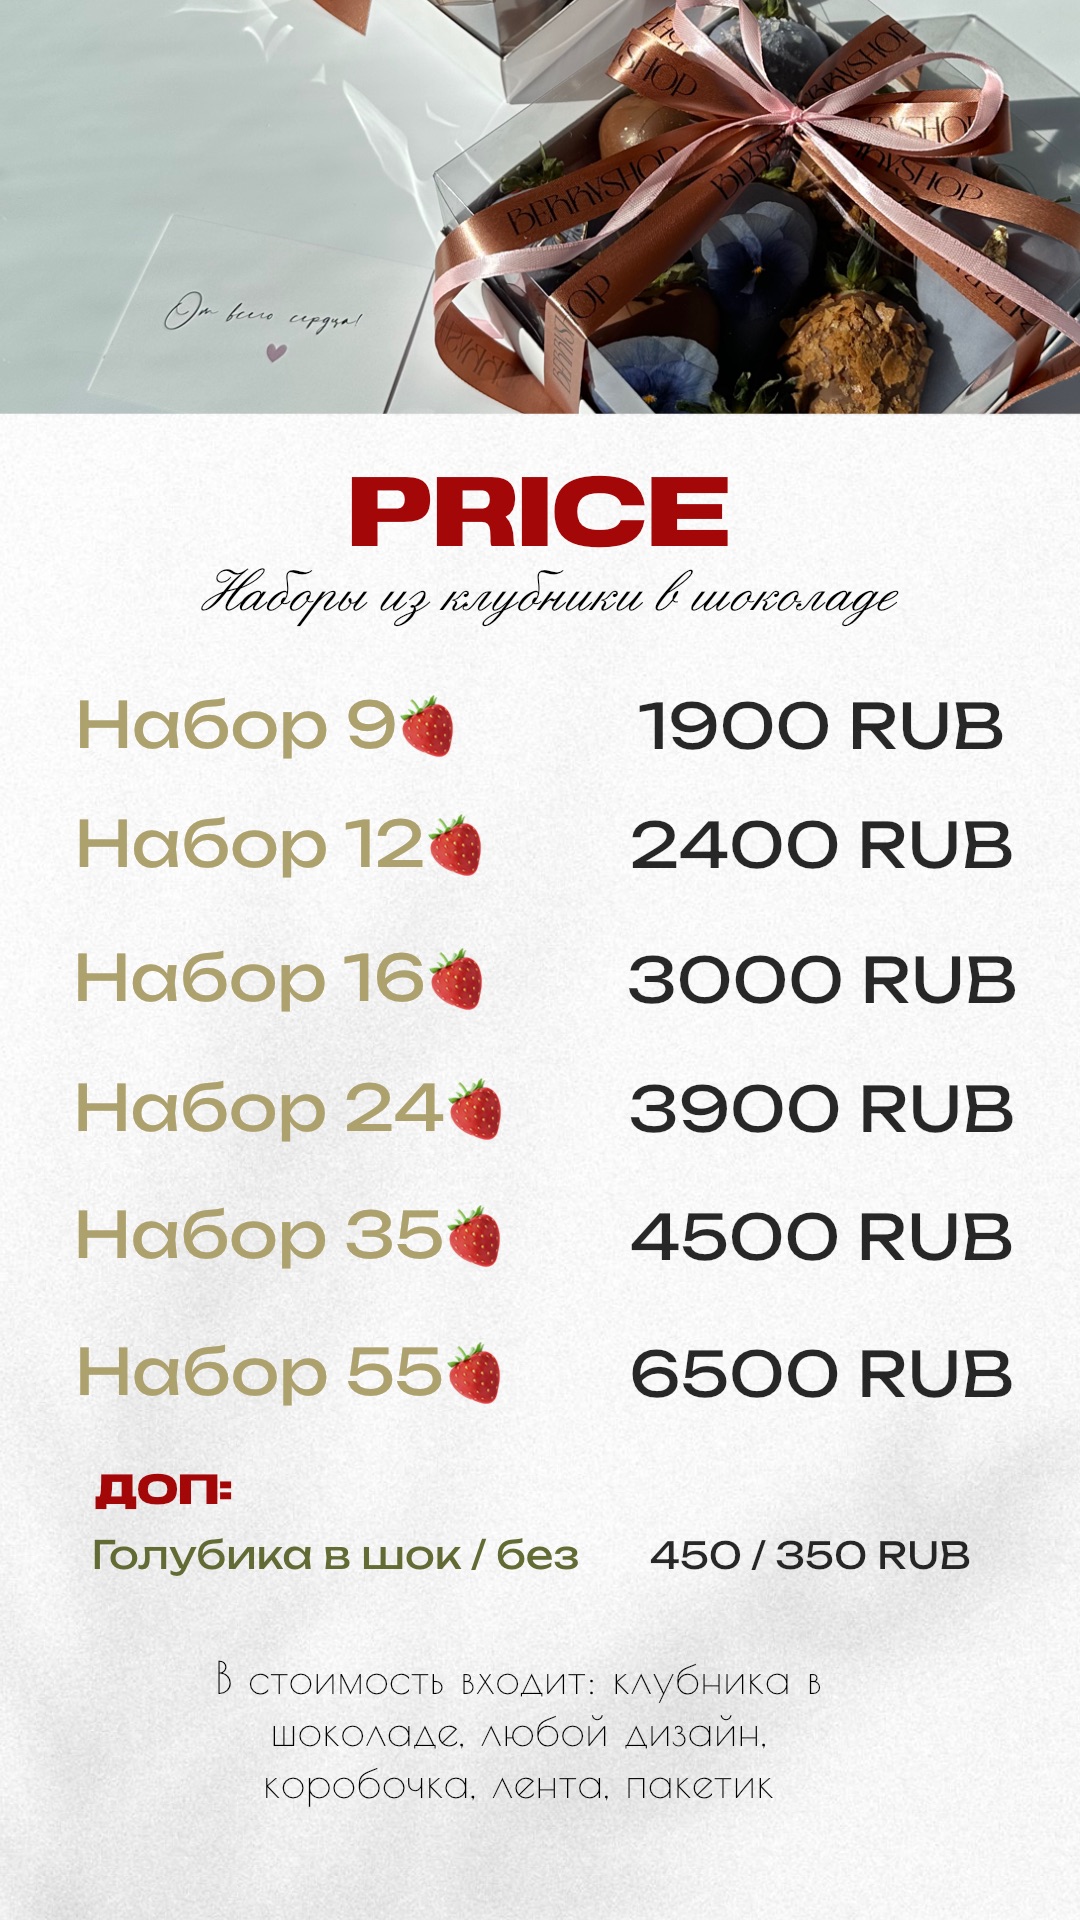 SHOP
BERRYSHOP
BERRYSHOP
От всего сердца!
PRICE
Наборы из клубники в шоколаде
Набор 9🍓 1900 RUB
Набор 12🍓 2400 RUB
Набор 16🍓 3000 RUB
Набор 24🍓 3900 RUB
Набор 35🍓 4500 RUB
Набор 55🍓 6500 RUB
ДОП:
Голубика в шок / без 450 / 350 RUB
В стоимость входит: клубника в
шоколаде, любой дизайн,
коробочка, лента, пакетик